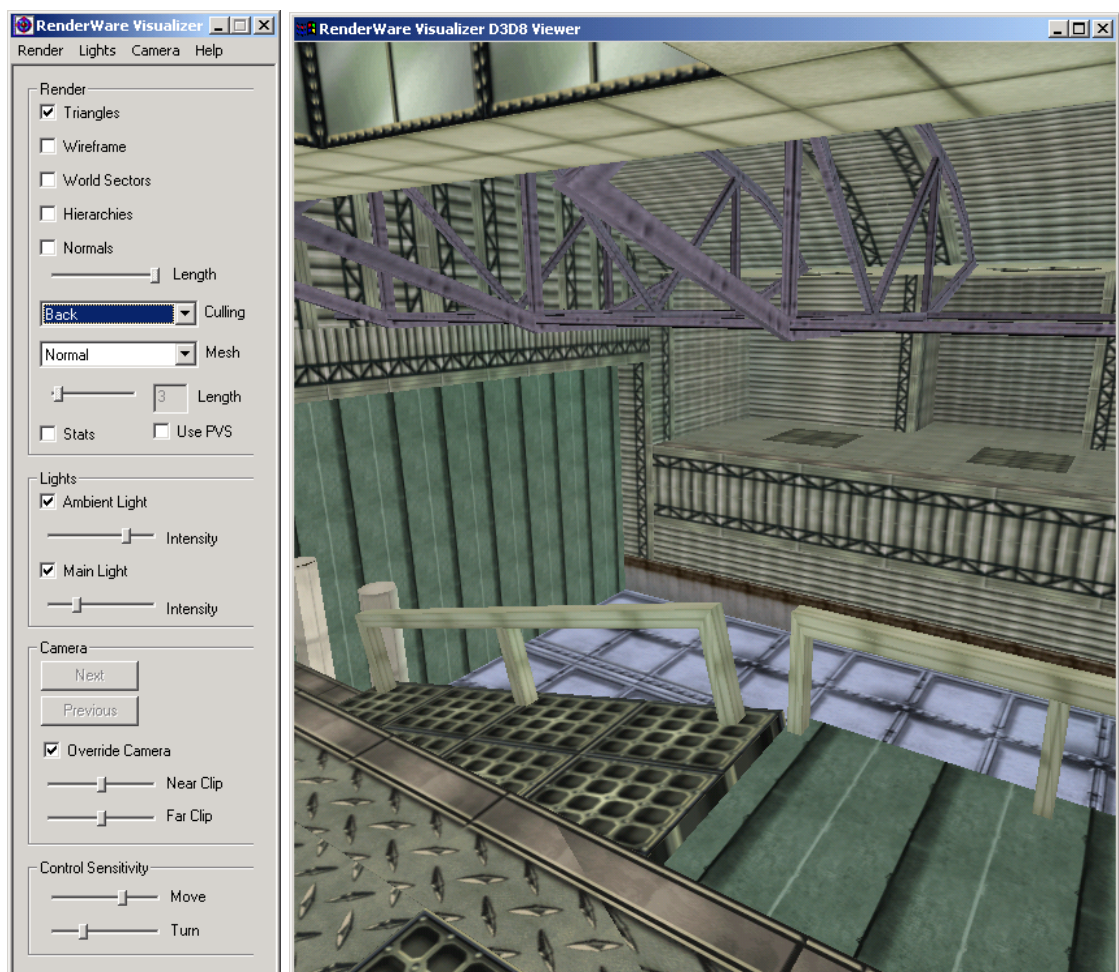 RenderWare Visualizer
Render Lights Camera Help
Render
Triangles
Wireframe
World Sectors
Hierarchies
Normals
Length
Back Culling
Normal Mesh
3 Length
Stats Use PVS
Lights
Ambient Light
Intensity
Main Light
Intensity
Camera
Next
Previous
Override Camera
Near Clip
Far Clip
Control Sensitivity
Move
Turn
RenderWare Visualizer D3D8 Viewer